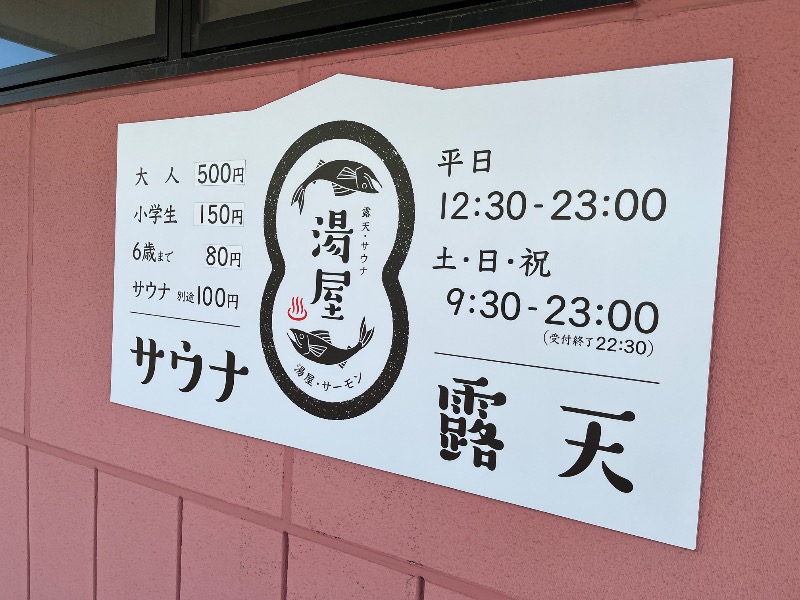 大人 500円
小学生 150円
6歳まで 80円
サウナ 別途100円
サウナ
露天・サウナ
湯屋
湯屋・サーモン
平日
12:30-23:00
土・日・祝
9:30-23:00
(受付終了22:30)
露天